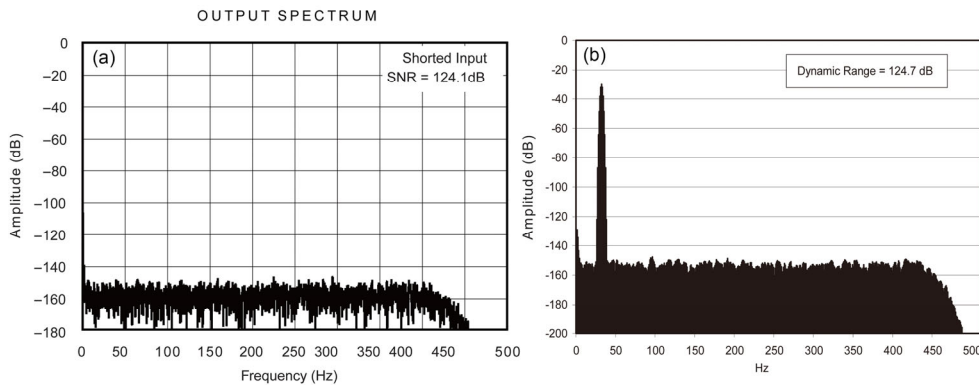 OUTPUT SPECTRUM
(a)
Shorted Input
SNR = 124.1dB
Amplitude (dB)
0
–20
–40
–60
–80
–100
–120
–140
–160
–180
0 50 100 150 200 250 300 350 400 450 500
Frequency (Hz)
(b)
Dynamic Range = 124.7 dB
Amplitude (dB)
0
-20
-40
-60
-80
-100
-120
-140
-160
-180
-200
0 50 100 150 200 250 300 350 400 450 500
Hz